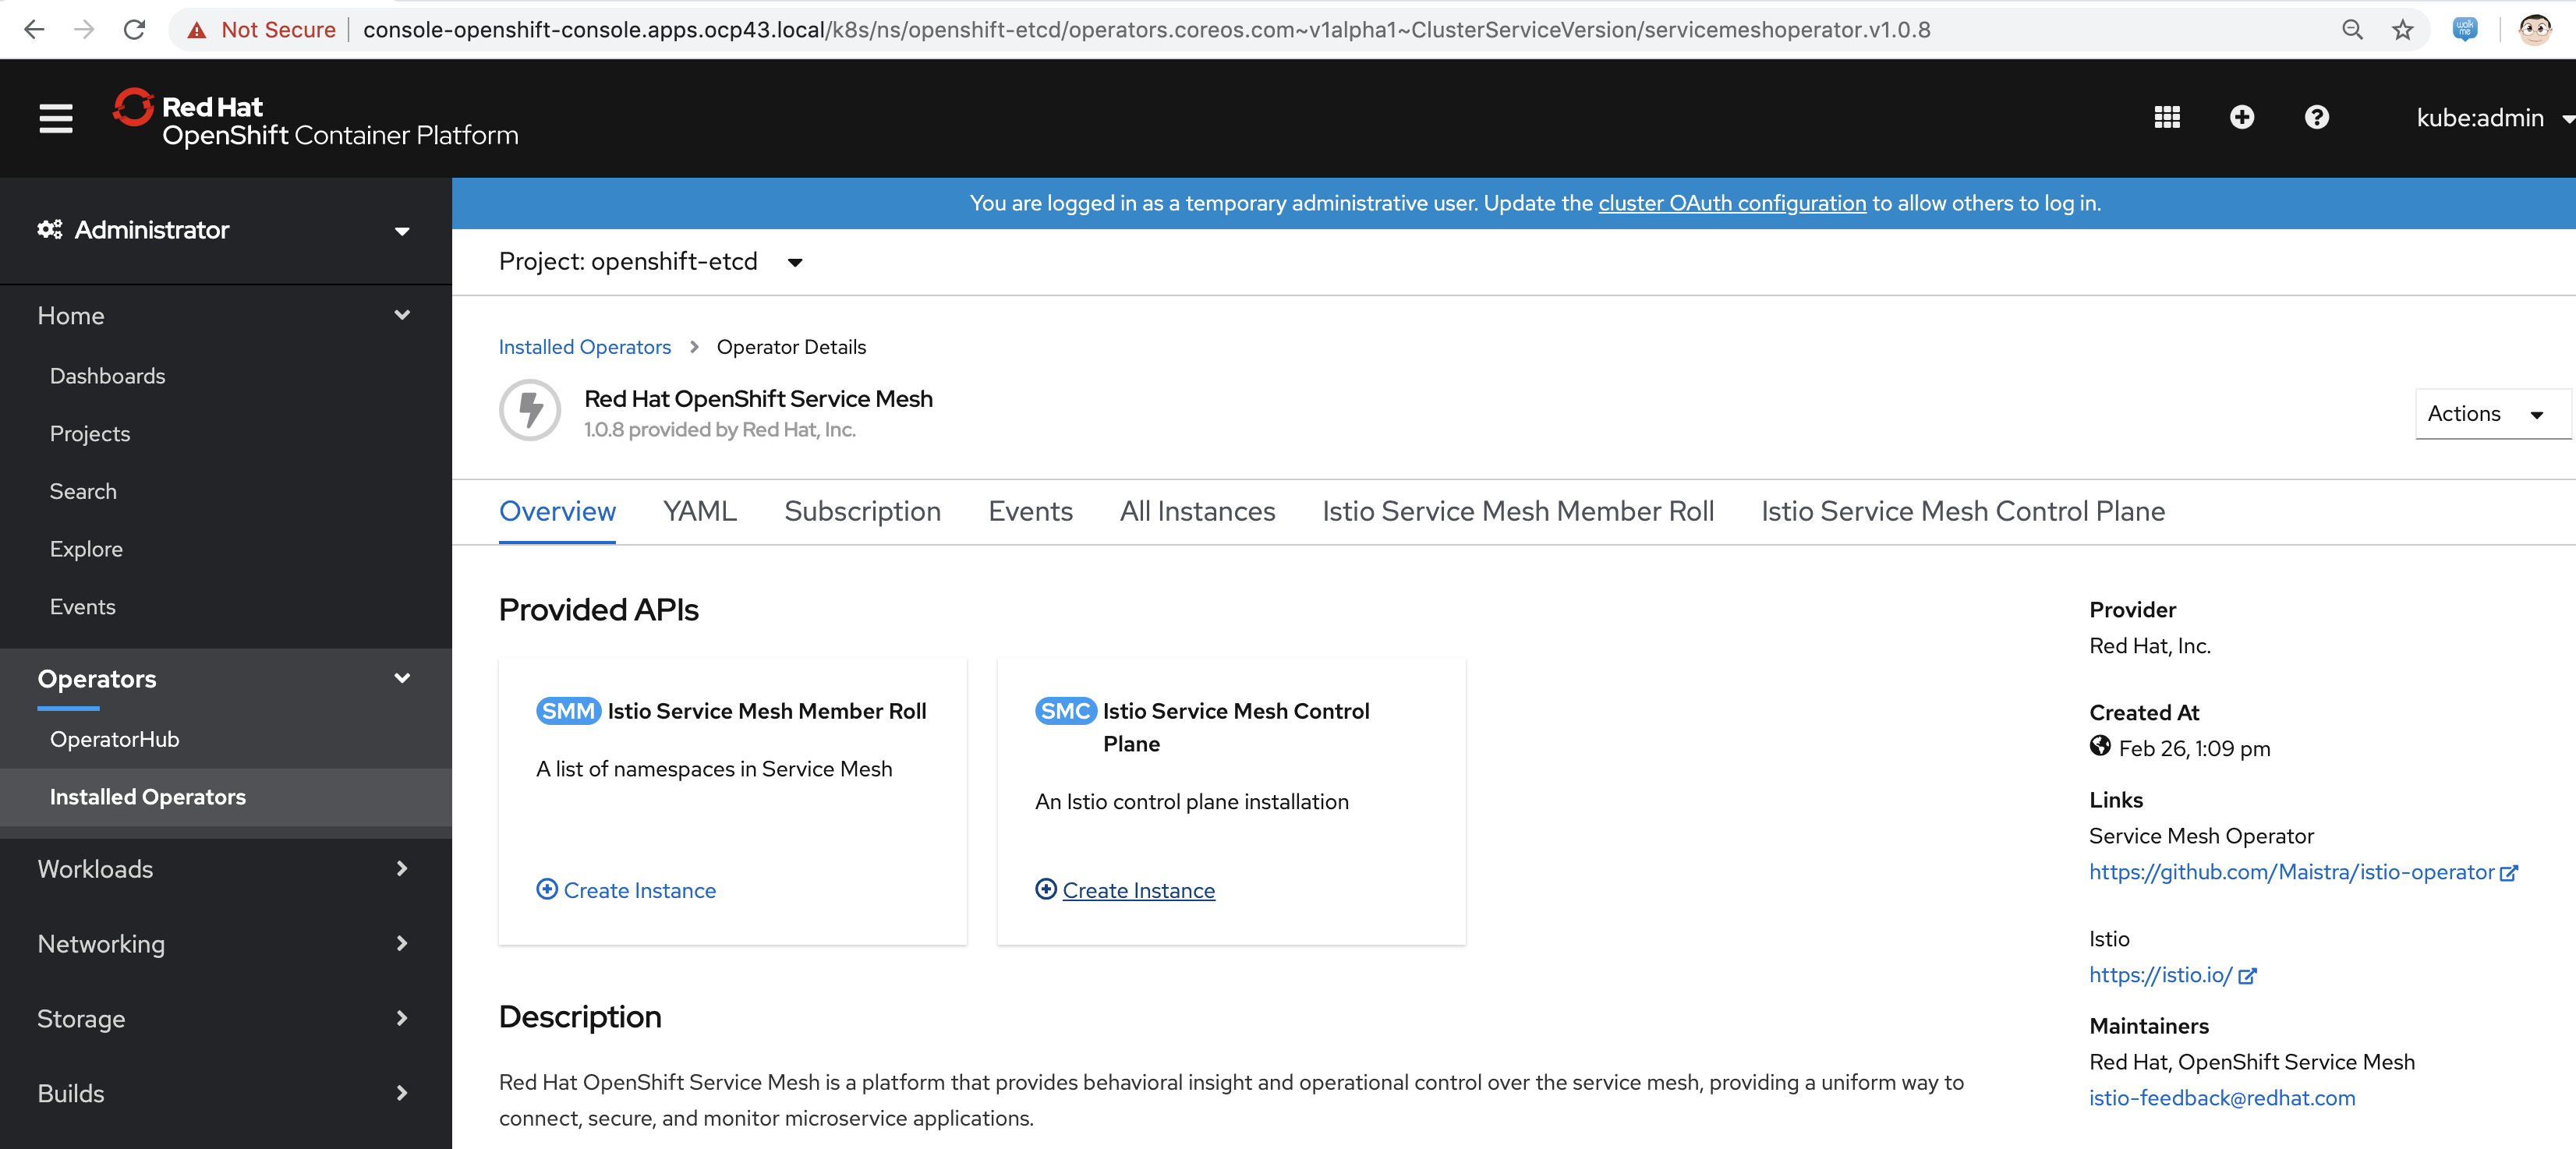 Not Secure
console-openshift-console.apps.ocp43.local/k8s/ns/openshift-etcd/operators.coreos.com~v1alpha1~ClusterServiceVersion/servicemeshoperator.v1.0.8
walk me
Red Hat
OpenShift Container Platform
kube:admin
Administrator
Home
Dashboards
Projects
Search
Explore
Events
Operators
OperatorHub
Installed Operators
Workloads
Networking
Storage
Builds
You are logged in as a temporary administrative user. Update the cluster OAuth configuration to allow others to log in.
Project: openshift-etcd
Installed Operators > Operator Details
Red Hat OpenShift Service Mesh
1.0.8 provided by Red Hat, Inc.
Actions
Overview YAML Subscription Events All Instances Istio Service Mesh Member Roll Istio Service Mesh Control Plane
Provided APIs
SMM Istio Service Mesh Member Roll
A list of namespaces in Service Mesh
Create Instance
SMC Istio Service Mesh Control
Plane
An Istio control plane installation
Create Instance
Description
Red Hat OpenShift Service Mesh is a platform that provides behavioral insight and operational control over the service mesh, providing a uniform way to
connect, secure, and monitor microservice applications.
Provider
Red Hat, Inc.
Created At
Feb 26, 1:09 pm
Links
Service Mesh Operator
https://github.com/Maistra/istio-operator
Istio
https://istio.io/
Maintainers
Red Hat, OpenShift Service Mesh
istio-feedback@redhat.com